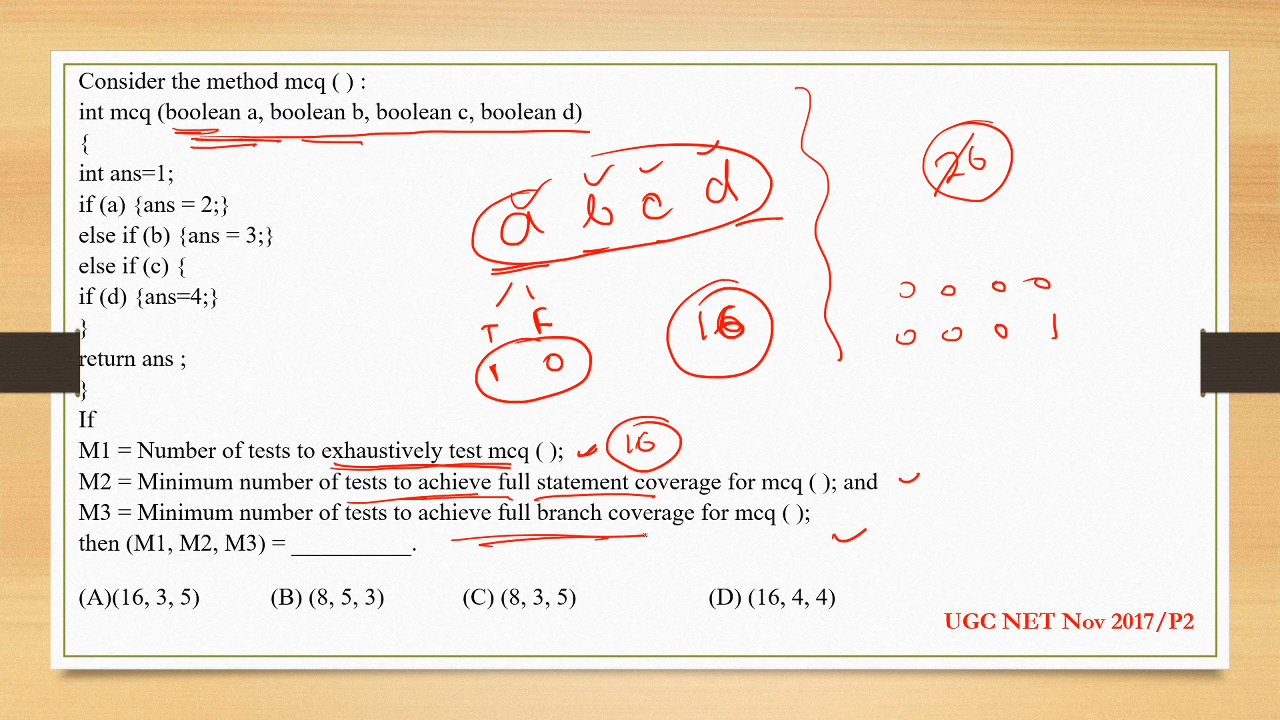 Consider the method mcq ( ) :
int mcq (boolean a, boolean b, boolean c, boolean d)
{
int ans=1;
if (a) {ans = 2;}
else if (b) {ans = 3;}
else if (c) {
if (d) {ans=4;}
}
return ans ;
}
If
M1 = Number of tests to exhaustively test mcq ( );
16
M2 = Minimum number of tests to achieve full statement coverage for mcq ( ); and
M3 = Minimum number of tests to achieve full branch coverage for mcq ( );
then (M1, M2, M3) = __________.
(A)(16, 3, 5) (B) (8, 5, 3) (C) (8, 3, 5) (D) (16, 4, 4)
UGC NET Nov 2017/P2
a b c d
T F
1 0
16
0 0 0 0
0 0 0 1